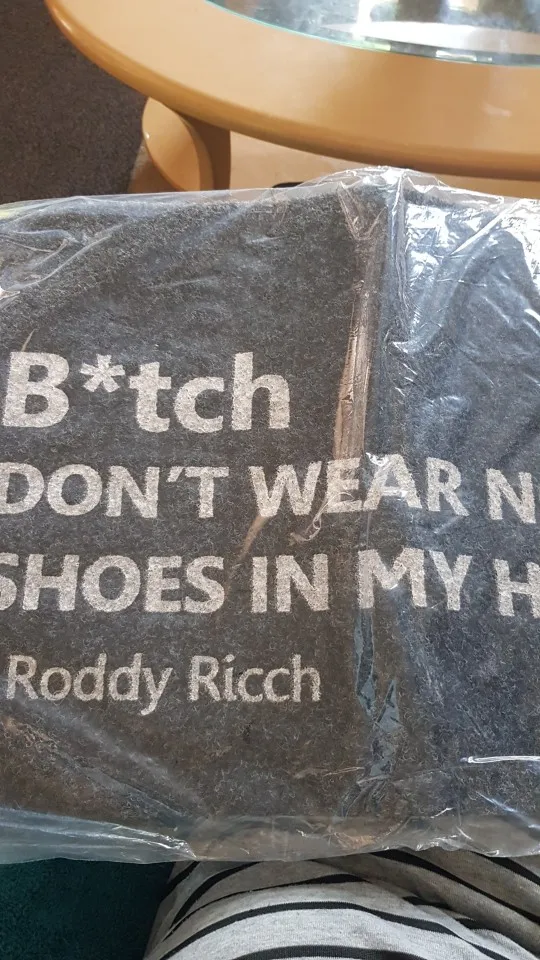 B*tch
DON'T WEAR N
SHOES IN MY H
Roddy Ricch